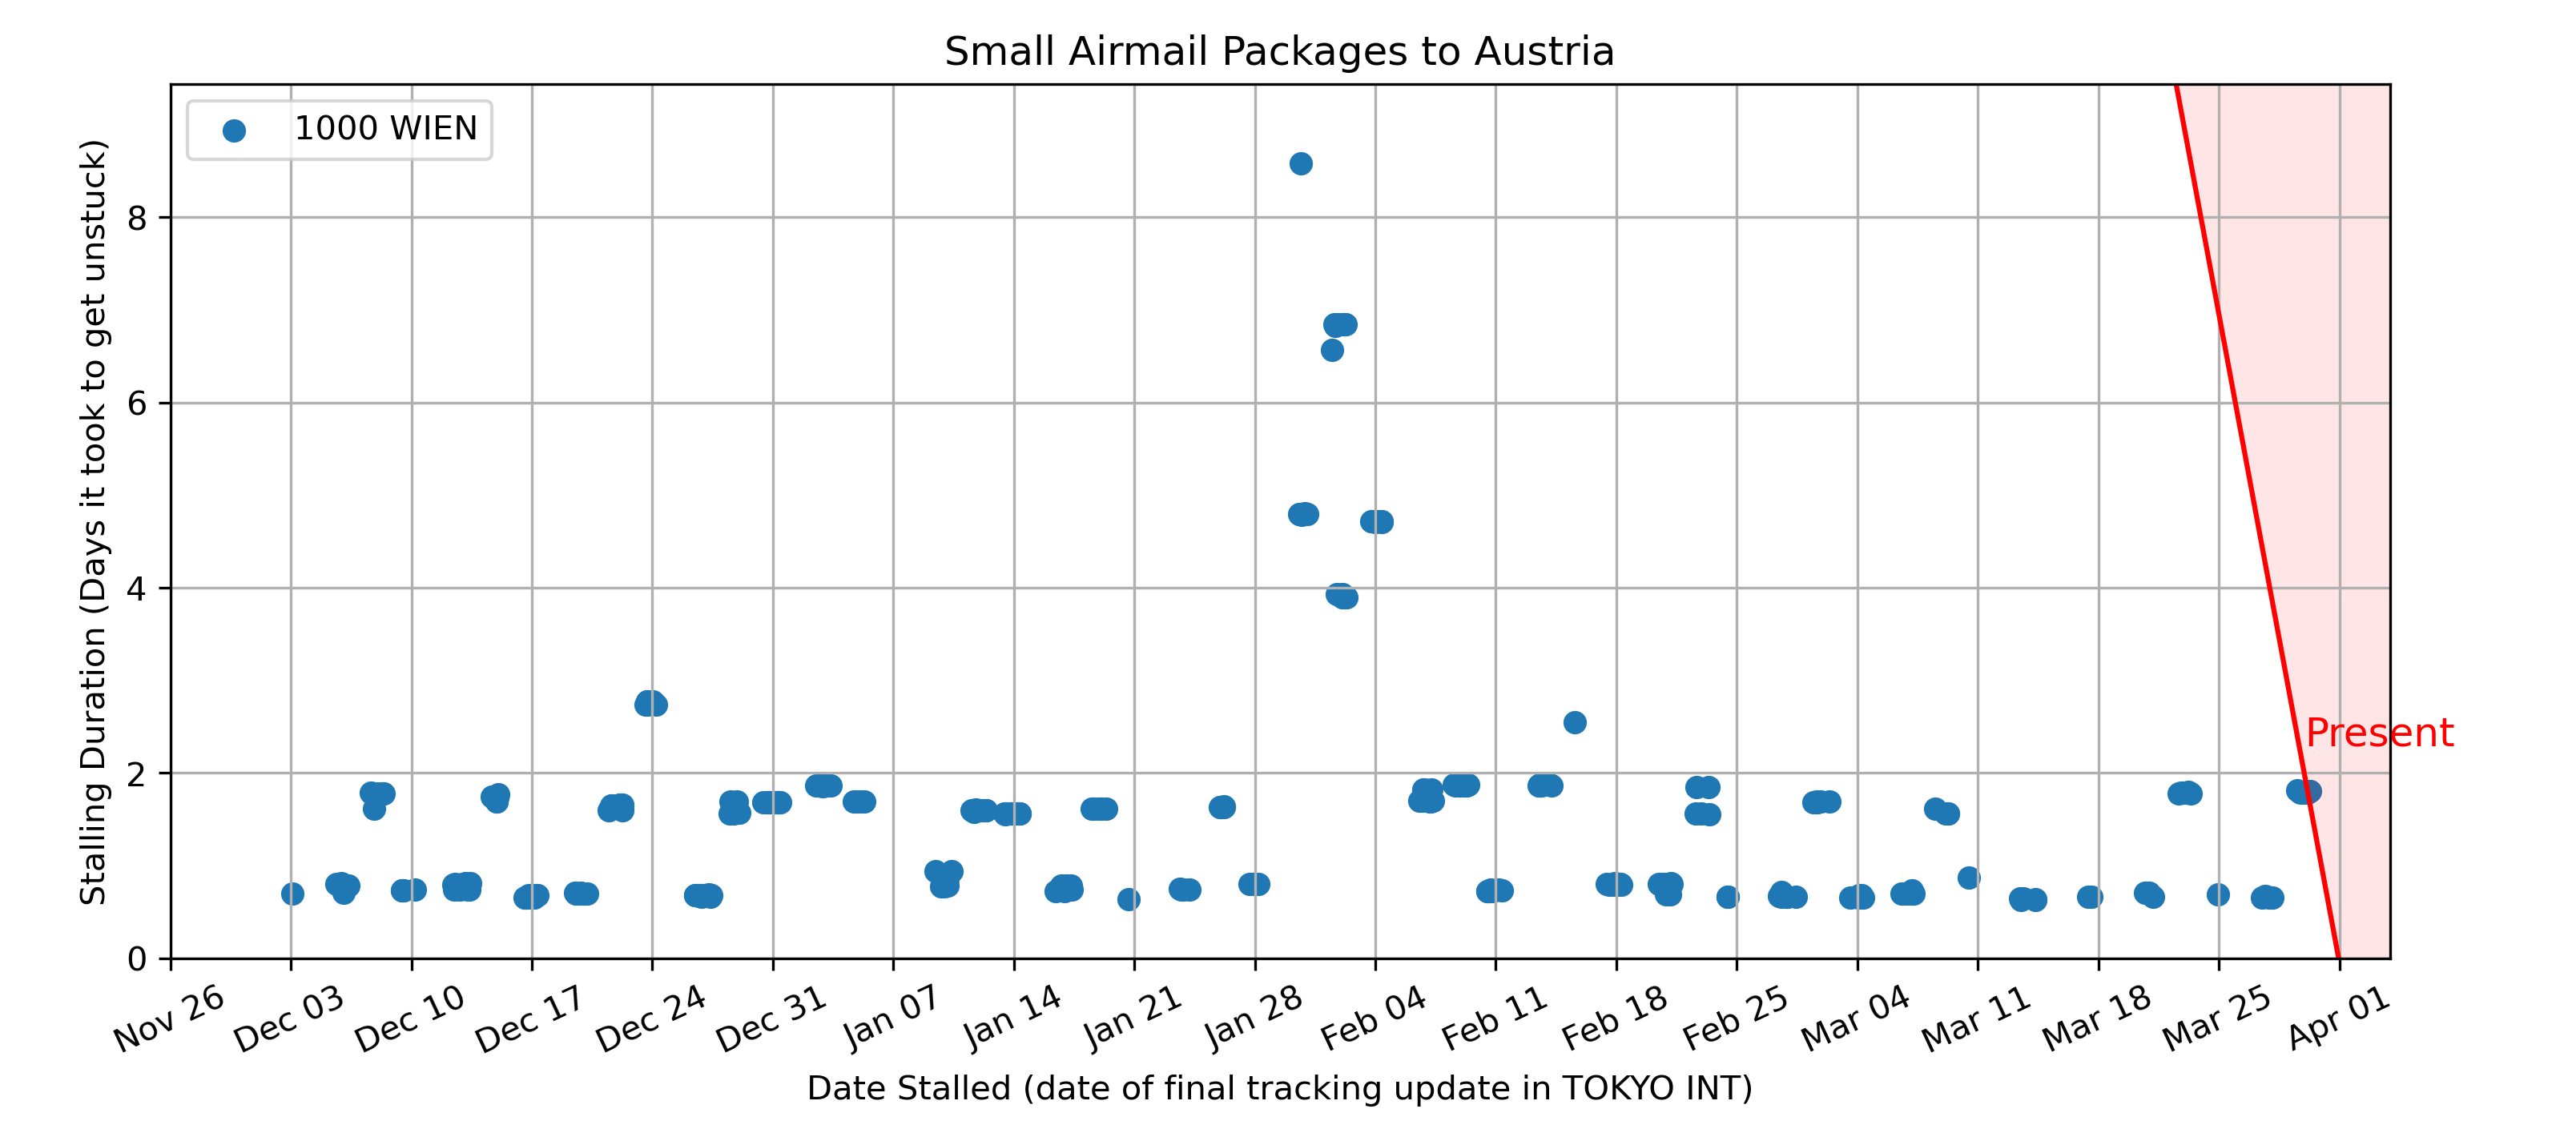 Small Airmail Packages to Austria
1000 WIEN
Stalling Duration (Days it took to get unstuck)
8
6
4
2
0
Present
Nov 26
Dec 03
Dec 10
Dec 17
Dec 24
Dec 31
Jan 07
Jan 14
Jan 21
Jan 28
Feb 04
Feb 11
Feb 18
Feb 25
Mar 04
Mar 11
Mar 18
Mar 25
Apr 01
Date Stalled (date of final tracking update in TOKYO INT)